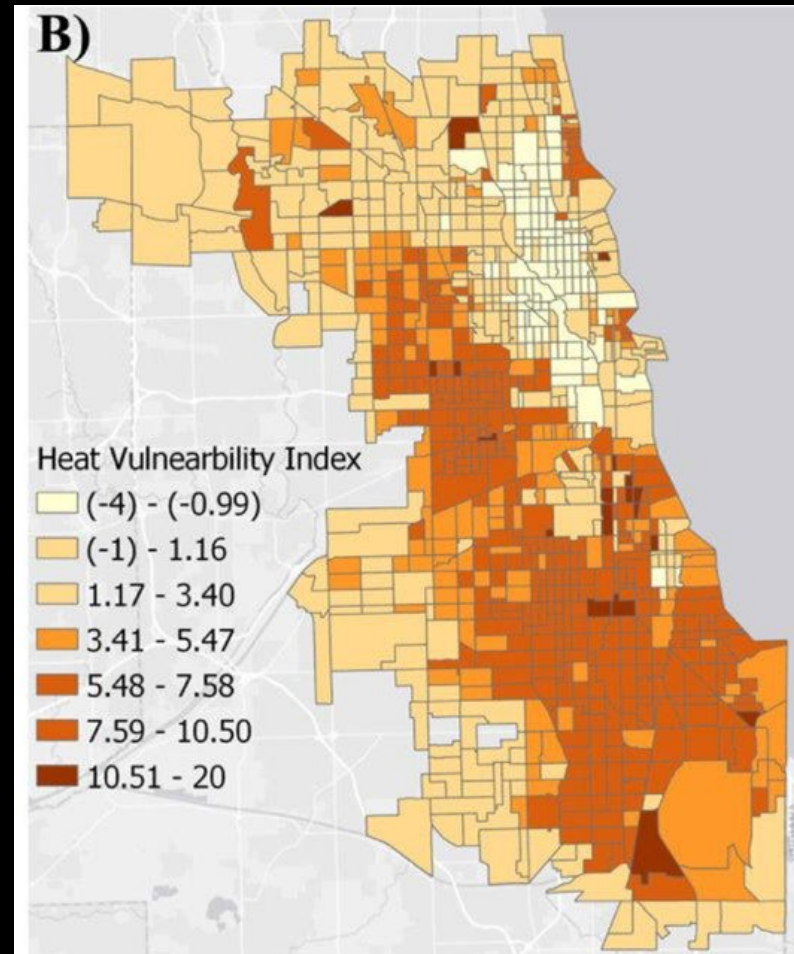 B)
Heat Vulnearbility Index
(-4) - (-0.99)
(-1) - 1.16
1.17 - 3.40
3.41 - 5.47
5.48 - 7.58
7.59 - 10.50
10.51 - 20